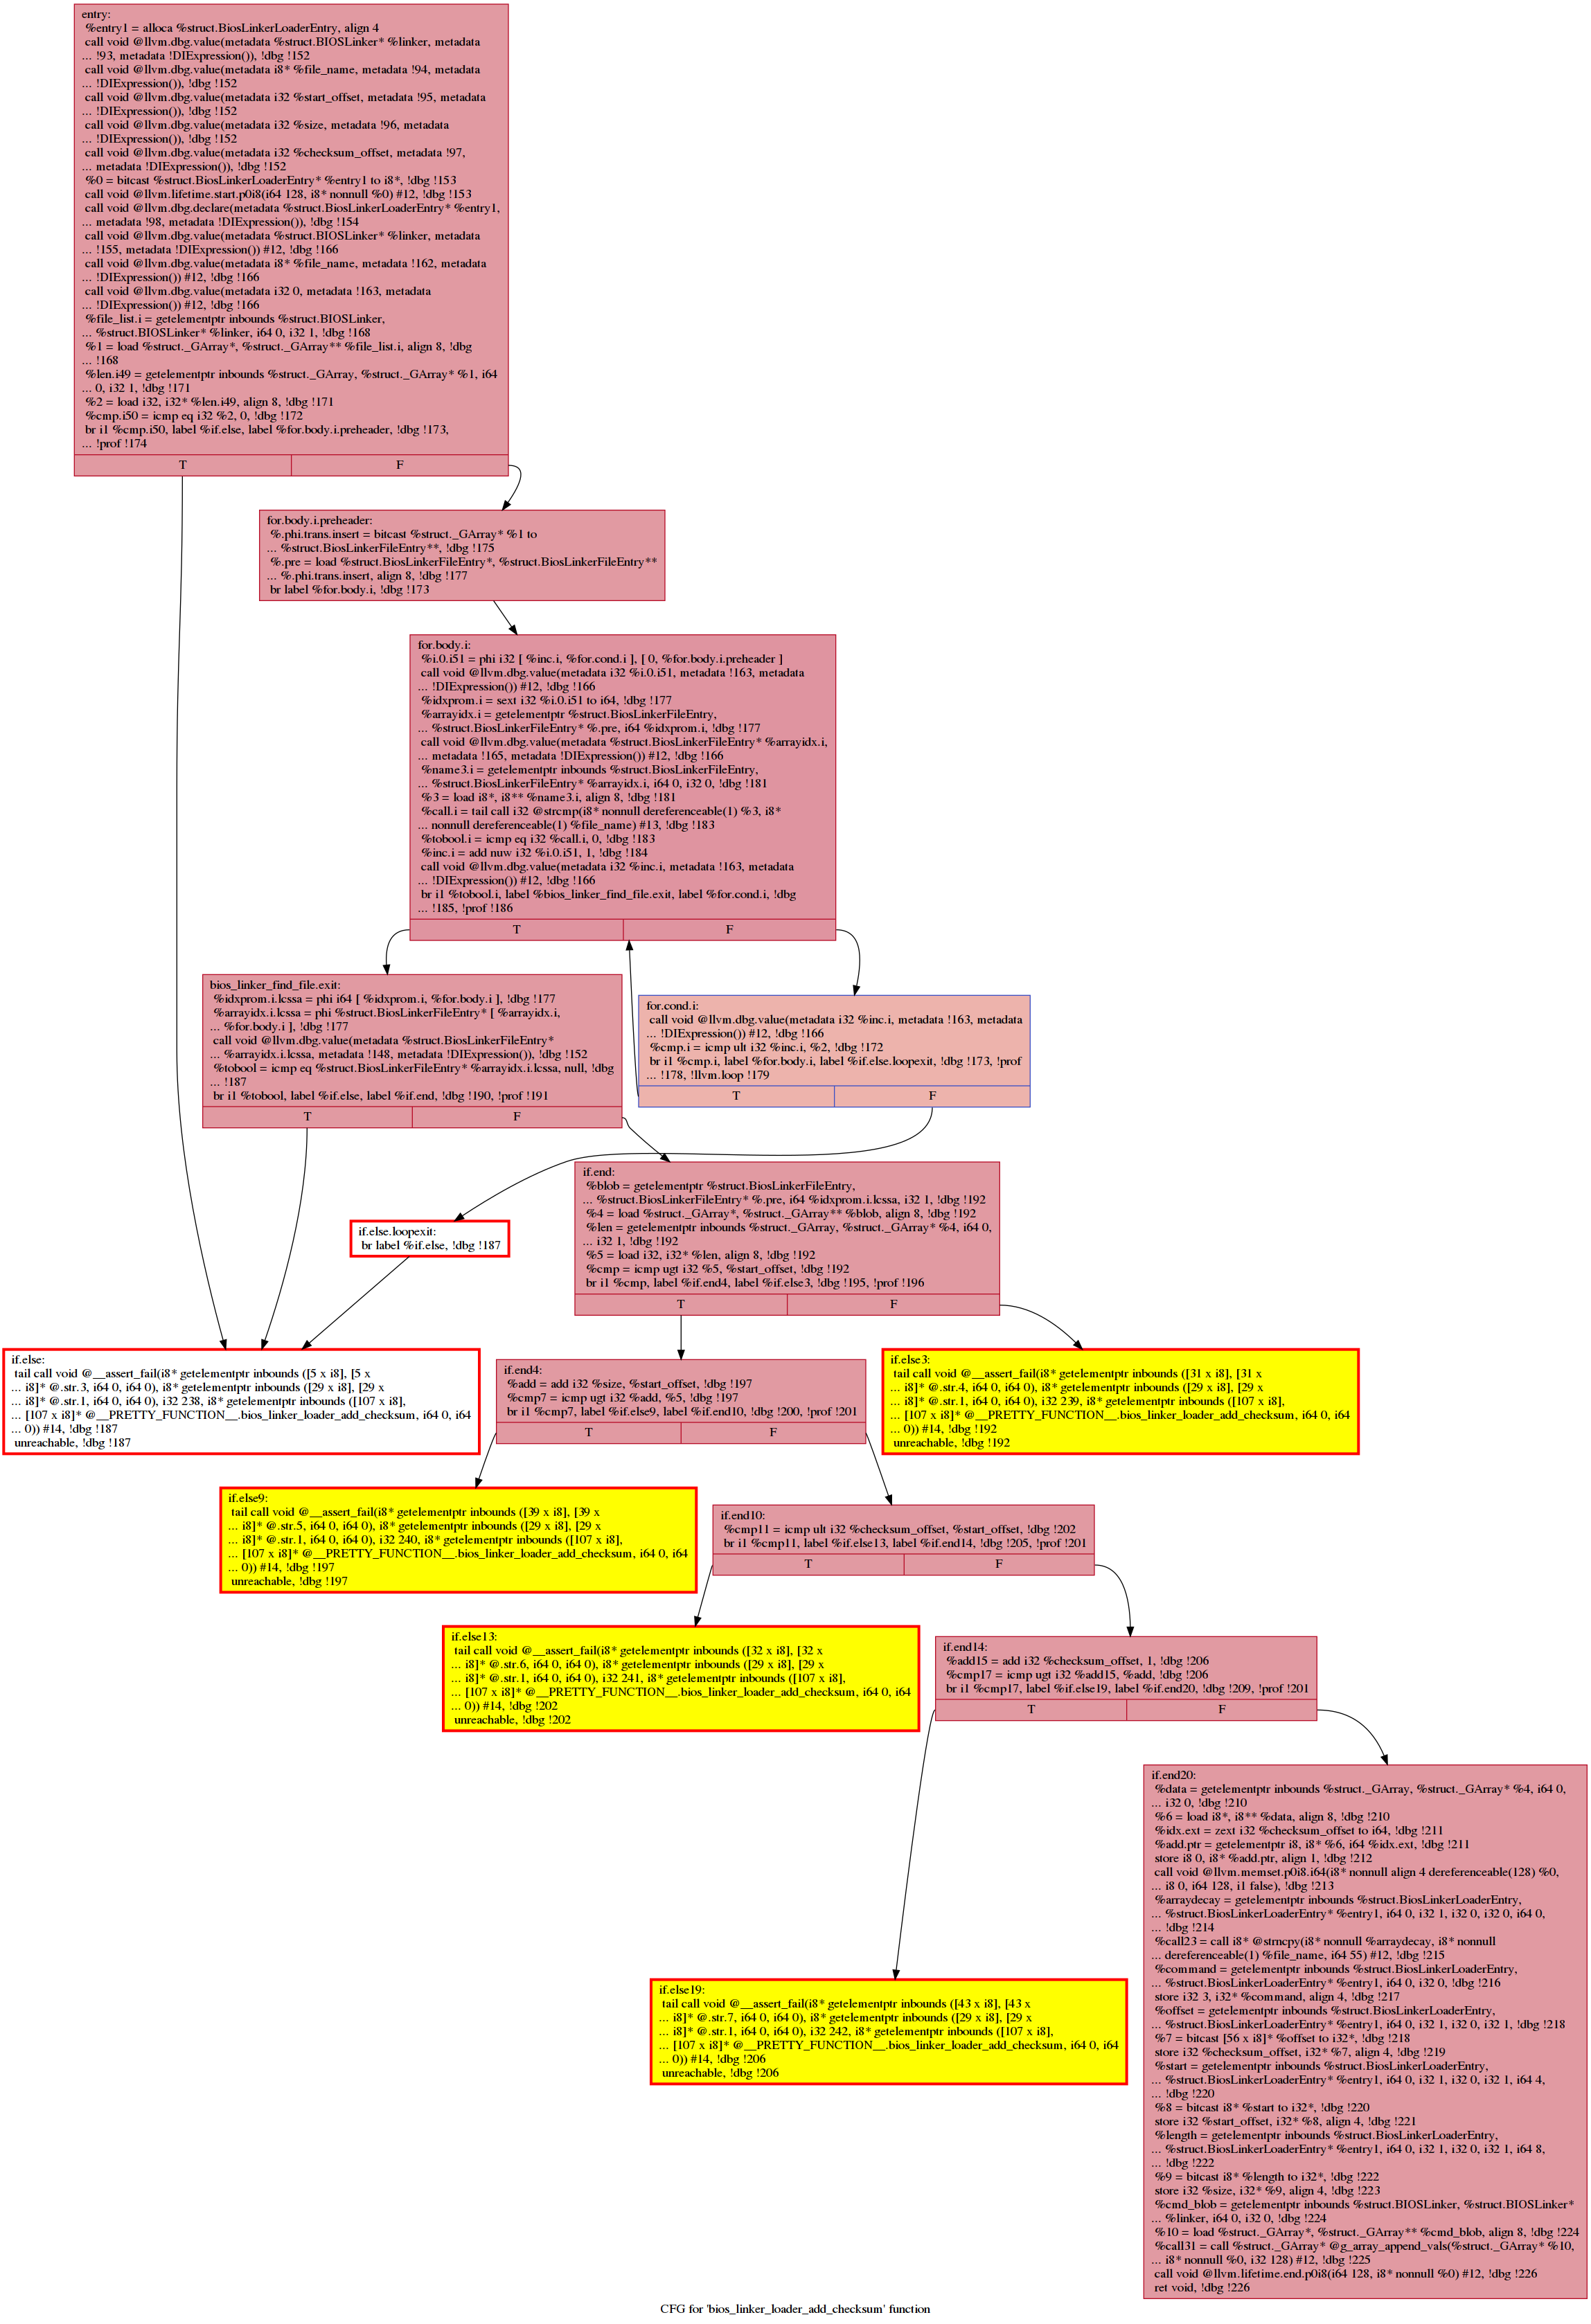 entry:
%entry1 = alloca %struct.BiosLinkerLoaderEntry, align 4
call void @llvm.dbg.value(metadata %struct.BIOSLinker* %linker, metadata
... !93, metadata !DIExpression()), !dbg !152
call void @llvm.dbg.value(metadata i8* %file_name, metadata !94, metadata
... !DIExpression()), !dbg !152
call void @llvm.dbg.value(metadata i32 %start_offset, metadata !95, metadata
... !DIExpression()), !dbg !152
call void @llvm.dbg.value(metadata i32 %size, metadata !96, metadata
... !DIExpression()), !dbg !152
call void @llvm.dbg.value(metadata i32 %checksum_offset, metadata !97,
... metadata !DIExpression()), !dbg !152
%0 = bitcast %struct.BiosLinkerLoaderEntry* %entry1 to i8*, !dbg !153
call void @llvm.lifetime.start.p0i8(i64 128, i8* nonnull %0) #12, !dbg !153
call void @llvm.dbg.declare(metadata %struct.BiosLinkerLoaderEntry* %entry1,
... metadata !98, metadata !DIExpression()), !dbg !154
call void @llvm.dbg.value(metadata %struct.BIOSLinker* %linker, metadata
... !155, metadata !DIExpression()) #12, !dbg !166
call void @llvm.dbg.value(metadata i8* %file_name, metadata !162, metadata
... !DIExpression()) #12, !dbg !166
call void @llvm.dbg.value(metadata i32 0, metadata !163, metadata
... !DIExpression()) #12, !dbg !166
%file_list.i = getelementptr inbounds %struct.BIOSLinker,
... %struct.BIOSLinker* %linker, i64 0, i32 1, !dbg !168
%1 = load %struct._GArray*, %struct._GArray** %file_list.i, align 8, !dbg
... !168
%len.i49 = getelementptr inbounds %struct._GArray, %struct._GArray* %1, i64
... 0, i32 1, !dbg !171
%2 = load i32, i32* %len.i49, align 8, !dbg !171
%cmp.i50 = icmp eq i32 %2, 0, !dbg !172
br i1 %cmp.i50, label %if.else, label %for.body.i.preheader, !dbg !173,
... !prof !174
T F
for.body.i.preheader:
%.phi.trans.insert = bitcast %struct._GArray* %1 to
... %struct.BiosLinkerFileEntry**, !dbg !175
%.pre = load %struct.BiosLinkerFileEntry*, %struct.BiosLinkerFileEntry**
... %.phi.trans.insert, align 8, !dbg !177
br label %for.body.i, !dbg !173
for.body.i:
%i.0.i51 = phi i32 [ %inc.i, %for.cond.i ], [ 0, %for.body.i.preheader ]
call void @llvm.dbg.value(metadata i32 %i.0.i51, metadata !163, metadata
... !DIExpression()) #12, !dbg !166
%idxprom.i = sext i32 %i.0.i51 to i64, !dbg !177
%arrayidx.i = getelementptr %struct.BiosLinkerFileEntry,
... %struct.BiosLinkerFileEntry* %.pre, i64 %idxprom.i, !dbg !177
call void @llvm.dbg.value(metadata %struct.BiosLinkerFileEntry* %arrayidx.i,
... metadata !165, metadata !DIExpression()) #12, !dbg !166
%name3.i = getelementptr inbounds %struct.BiosLinkerFileEntry,
... %struct.BiosLinkerFileEntry* %arrayidx.i, i64 0, i32 0, !dbg !181
%3 = load i8*, i8** %name3.i, align 8, !dbg !181
%call.i = tail call i32 @strcmp(i8* nonnull dereferenceable(1) %3, i8*
... nonnull dereferenceable(1) %file_name) #13, !dbg !183
%tobool.i = icmp eq i32 %call.i, 0, !dbg !183
%inc.i = add nuw i32 %i.0.i51, 1, !dbg !184
call void @llvm.dbg.value(metadata i32 %inc.i, metadata !163, metadata
... !DIExpression()) #12, !dbg !166
br i1 %tobool.i, label %bios_linker_find_file.exit, label %for.cond.i, !dbg
... !185, !prof !186
T F
bios_linker_find_file.exit:
%idxprom.i.lcssa = phi i64 [ %idxprom.i, %for.body.i ], !dbg !177
%arrayidx.i.lcssa = phi %struct.BiosLinkerFileEntry* [ %arrayidx.i,
... %for.body.i ], !dbg !177
call void @llvm.dbg.value(metadata %struct.BiosLinkerFileEntry*
... %arrayidx.i.lcssa, metadata !148, metadata !DIExpression()), !dbg !152
%tobool = icmp eq %struct.BiosLinkerFileEntry* %arrayidx.i.lcssa, null, !dbg
... !187
br i1 %tobool, label %if.else, label %if.end, !dbg !190, !prof !191
T F
for.cond.i:
call void @llvm.dbg.value(metadata i32 %inc.i, metadata !163, metadata
... !DIExpression()) #12, !dbg !166
%cmp.i = icmp ult i32 %inc.i, %2, !dbg !172
br i1 %cmp.i, label %for.body.i, label %if.else.loopexit, !dbg !173, !prof
... !178, !llvm.loop !179
T F
if.end:
%blob = getelementptr %struct.BiosLinkerFileEntry,
... %struct.BiosLinkerFileEntry* %.pre, i64 %idxprom.i.lcssa, i32 1, !dbg !192
%4 = load %struct._GArray*, %struct._GArray** %blob, align 8, !dbg !192
%len = getelementptr inbounds %struct._GArray, %struct._GArray* %4, i64 0,
... i32 1, !dbg !192
%5 = load i32, i32* %len, align 8, !dbg !192
%cmp = icmp ugt i32 %5, %start_offset, !dbg !192
br i1 %cmp, label %if.end4, label %if.else3, !dbg !195, !prof !196
T F
if.else.loopexit:
br label %if.else, !dbg !187
if.else:
tail call void @__assert_fail(i8* getelementptr inbounds ([5 x i8], [5 x
... i8]* @.str.3, i64 0, i64 0), i8* getelementptr inbounds ([29 x i8], [29 x
... i8]* @.str.1, i64 0, i64 0), i32 238, i8* getelementptr inbounds ([107 x i8],
... [107 x i8]* @__PRETTY_FUNCTION__.bios_linker_loader_add_checksum, i64 0, i64
... 0)) #14, !dbg !187
unreachable, !dbg !187
if.end4:
%add = add i32 %size, %start_offset, !dbg !197
%cmp7 = icmp ugt i32 %add, %5, !dbg !197
br i1 %cmp7, label %if.else9, label %if.end10, !dbg !200, !prof !201
T F
if.else3:
tail call void @__assert_fail(i8* getelementptr inbounds ([31 x i8], [31 x
... i8]* @.str.4, i64 0, i64 0), i8* getelementptr inbounds ([29 x i8], [29 x
... i8]* @.str.1, i64 0, i64 0), i32 239, i8* getelementptr inbounds ([107 x i8],
... [107 x i8]* @__PRETTY_FUNCTION__.bios_linker_loader_add_checksum, i64 0, i64
... 0)) #14, !dbg !192
unreachable, !dbg !192
if.else9:
tail call void @__assert_fail(i8* getelementptr inbounds ([39 x i8], [39 x
... i8]* @.str.5, i64 0, i64 0), i8* getelementptr inbounds ([29 x i8], [29 x
... i8]* @.str.1, i64 0, i64 0), i32 240, i8* getelementptr inbounds ([107 x i8],
... [107 x i8]* @__PRETTY_FUNCTION__.bios_linker_loader_add_checksum, i64 0, i64
... 0)) #14, !dbg !197
unreachable, !dbg !197
if.end10:
%cmp11 = icmp ult i32 %checksum_offset, %start_offset, !dbg !202
br i1 %cmp11, label %if.else13, label %if.end14, !dbg !205, !prof !201
T F
if.else13:
tail call void @__assert_fail(i8* getelementptr inbounds ([32 x i8], [32 x
... i8]* @.str.6, i64 0, i64 0), i8* getelementptr inbounds ([29 x i8], [29 x
... i8]* @.str.1, i64 0, i64 0), i32 241, i8* getelementptr inbounds ([107 x i8],
... [107 x i8]* @__PRETTY_FUNCTION__.bios_linker_loader_add_checksum, i64 0, i64
... 0)) #14, !dbg !202
unreachable, !dbg !202
if.end14:
%add15 = add i32 %checksum_offset, 1, !dbg !206
%cmp17 = icmp ugt i32 %add15, %add, !dbg !206
br i1 %cmp17, label %if.else19, label %if.end20, !dbg !209, !prof !201
T F
if.else19:
tail call void @__assert_fail(i8* getelementptr inbounds ([43 x i8], [43 x
... i8]* @.str.7, i64 0, i64 0), i8* getelementptr inbounds ([29 x i8], [29 x
... i8]* @.str.1, i64 0, i64 0), i32 242, i8* getelementptr inbounds ([107 x i8],
... [107 x i8]* @__PRETTY_FUNCTION__.bios_linker_loader_add_checksum, i64 0, i64
... 0)) #14, !dbg !206
unreachable, !dbg !206
if.end20:
%data = getelementptr inbounds %struct._GArray, %struct._GArray* %4, i64 0,
... i32 0, !dbg !210
%6 = load i8*, i8** %data, align 8, !dbg !210
%idx.ext = zext i32 %checksum_offset to i64, !dbg !211
%add.ptr = getelementptr i8, i8* %6, i64 %idx.ext, !dbg !211
store i8 0, i8* %add.ptr, align 1, !dbg !212
call void @llvm.memset.p0i8.i64(i8* nonnull align 4 dereferenceable(128) %0,
... i8 0, i64 128, i1 false), !dbg !213
%arraydecay = getelementptr inbounds %struct.BiosLinkerLoaderEntry,
... %struct.BiosLinkerLoaderEntry* %entry1, i64 0, i32 1, i32 0, i32 0, i64 0,
... !dbg !214
%call23 = call i8* @strncpy(i8* nonnull %arraydecay, i8* nonnull
... dereferenceable(1) %file_name, i64 55) #12, !dbg !215
%command = getelementptr inbounds %struct.BiosLinkerLoaderEntry,
... %struct.BiosLinkerLoaderEntry* %entry1, i64 0, i32 0, !dbg !216
store i32 3, i32* %command, align 4, !dbg !217
%offset = getelementptr inbounds %struct.BiosLinkerLoaderEntry,
... %struct.BiosLinkerLoaderEntry* %entry1, i64 0, i32 1, i32 0, i32 1, !dbg !218
%7 = bitcast [56 x i8]* %offset to i32*, !dbg !218
store i32 %checksum_offset, i32* %7, align 4, !dbg !219
%start = getelementptr inbounds %struct.BiosLinkerLoaderEntry,
... %struct.BiosLinkerLoaderEntry* %entry1, i64 0, i32 1, i32 0, i32 1, i64 4,
... !dbg !220
%8 = bitcast i8* %start to i32*, !dbg !220
store i32 %start_offset, i32* %8, align 4, !dbg !221
%length = getelementptr inbounds %struct.BiosLinkerLoaderEntry,
... %struct.BiosLinkerLoaderEntry* %entry1, i64 0, i32 1, i32 0, i32 1, i64 8,
... !dbg !222
%9 = bitcast i8* %length to i32*, !dbg !222
store i32 %size, i32* %9, align 4, !dbg !223
%cmd_blob = getelementptr inbounds %struct.BIOSLinker, %struct.BIOSLinker*
... %linker, i64 0, i32 0, !dbg !224
%10 = load %struct._GArray*, %struct._GArray** %cmd_blob, align 8, !dbg !224
%call31 = call %struct._GArray* @g_array_append_vals(%struct._GArray* %10,
... i8* nonnull %0, i32 128) #12, !dbg !225
call void @llvm.lifetime.end.p0i8(i64 128, i8* nonnull %0) #12, !dbg !226
ret void, !dbg !226
CFG for 'bios_linker_loader_add_checksum' function